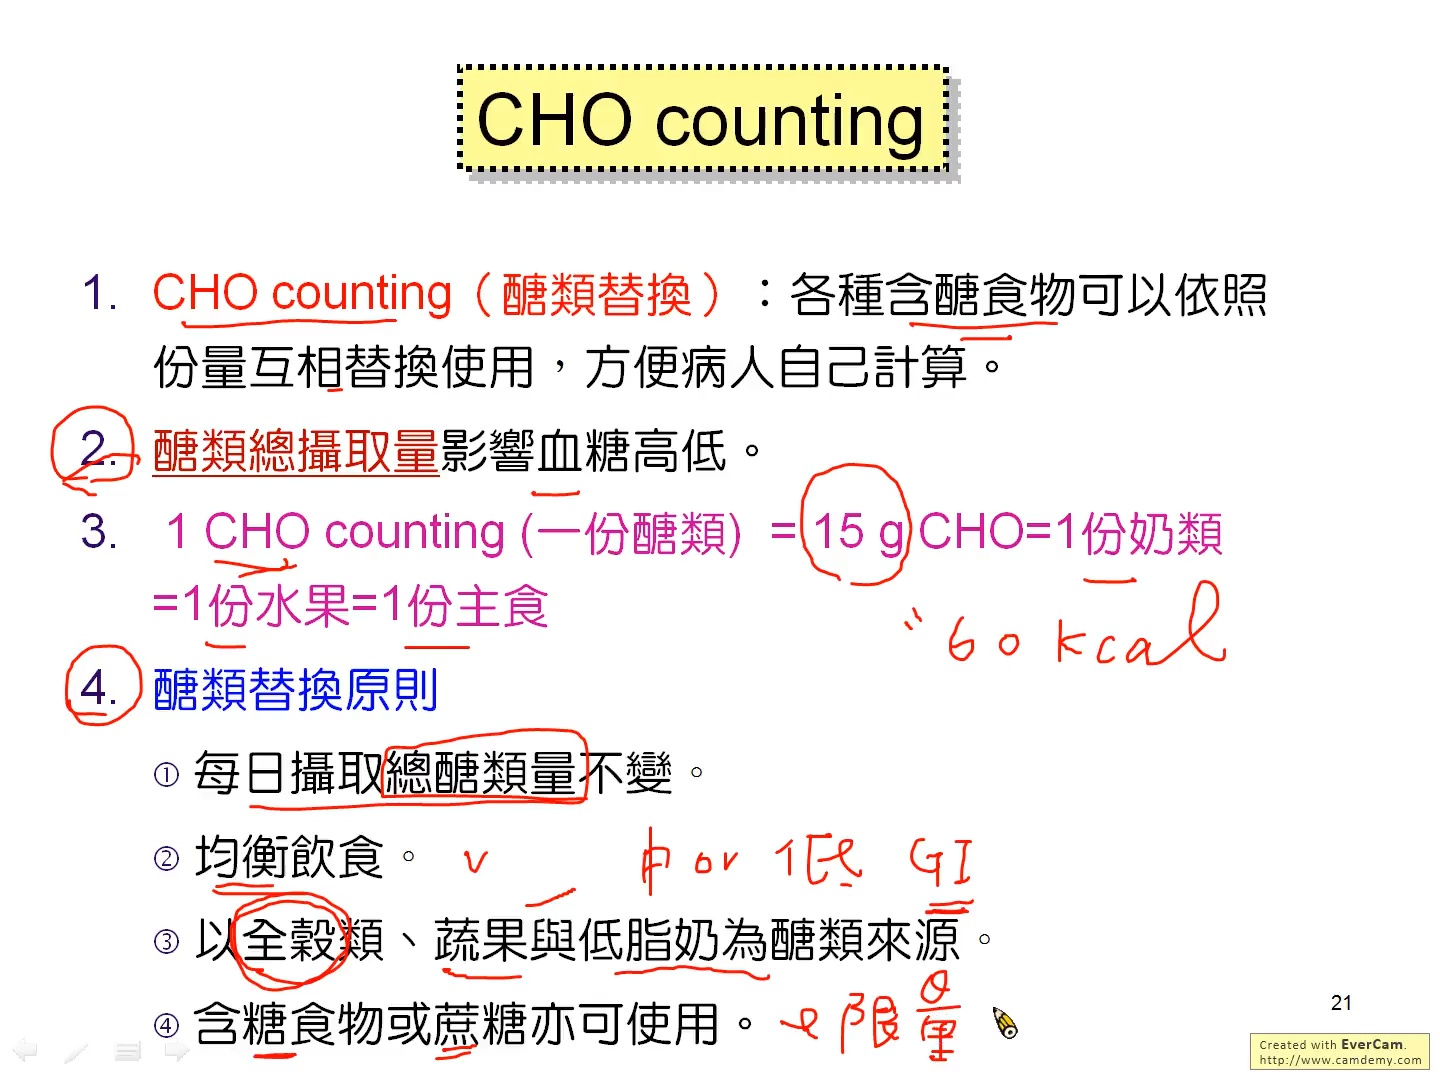 CHO counting
1. CHO counting（醣類替換）：各種含醣食物可以依照
份量互相替換使用，方便病人自己計算。
2. 醣類總攝取量影響血糖高低。
3. 1 CHO counting (一份醣類) = 15 g CHO=1份奶類
=1份水果=1份主食
60 kcal
4. 醣類替換原則
① 每日攝取總醣類量不變。
② 均衡飲食。 v 中 or 低 GI
③ 以全穀類、蔬果與低脂奶為醣類來源。
④ 含糖食物或蔗糖亦可使用。 限量
21
Created with EverCam.
http://www.camdemy.com